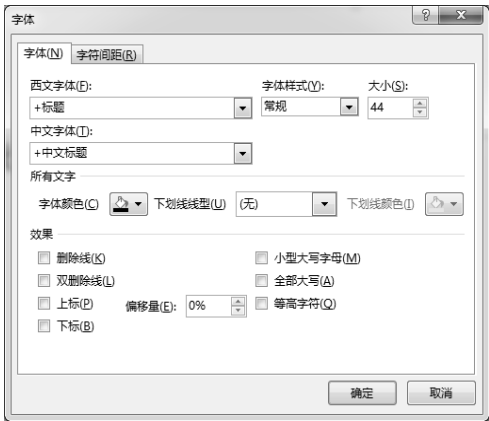 字体
字体(N) 字符间距(R)
西文字体(F): 字体样式(Y): 大小(S):
+标题 常规 44
中文字体(T):
+中文标题
所有文字
字体颜色(C) 下划线线型(U) (无) 下划线颜色(I)
效果
删除线(K) 小型大写字母(M)
双删除线(L) 全部大写(A)
上标(P) 偏移量(E): 0% 等高字符(Q)
下标(B)
确定 取消